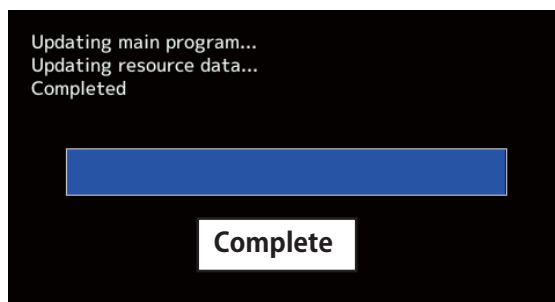 Updating main program...
Updating resource data...
Completed
Complete